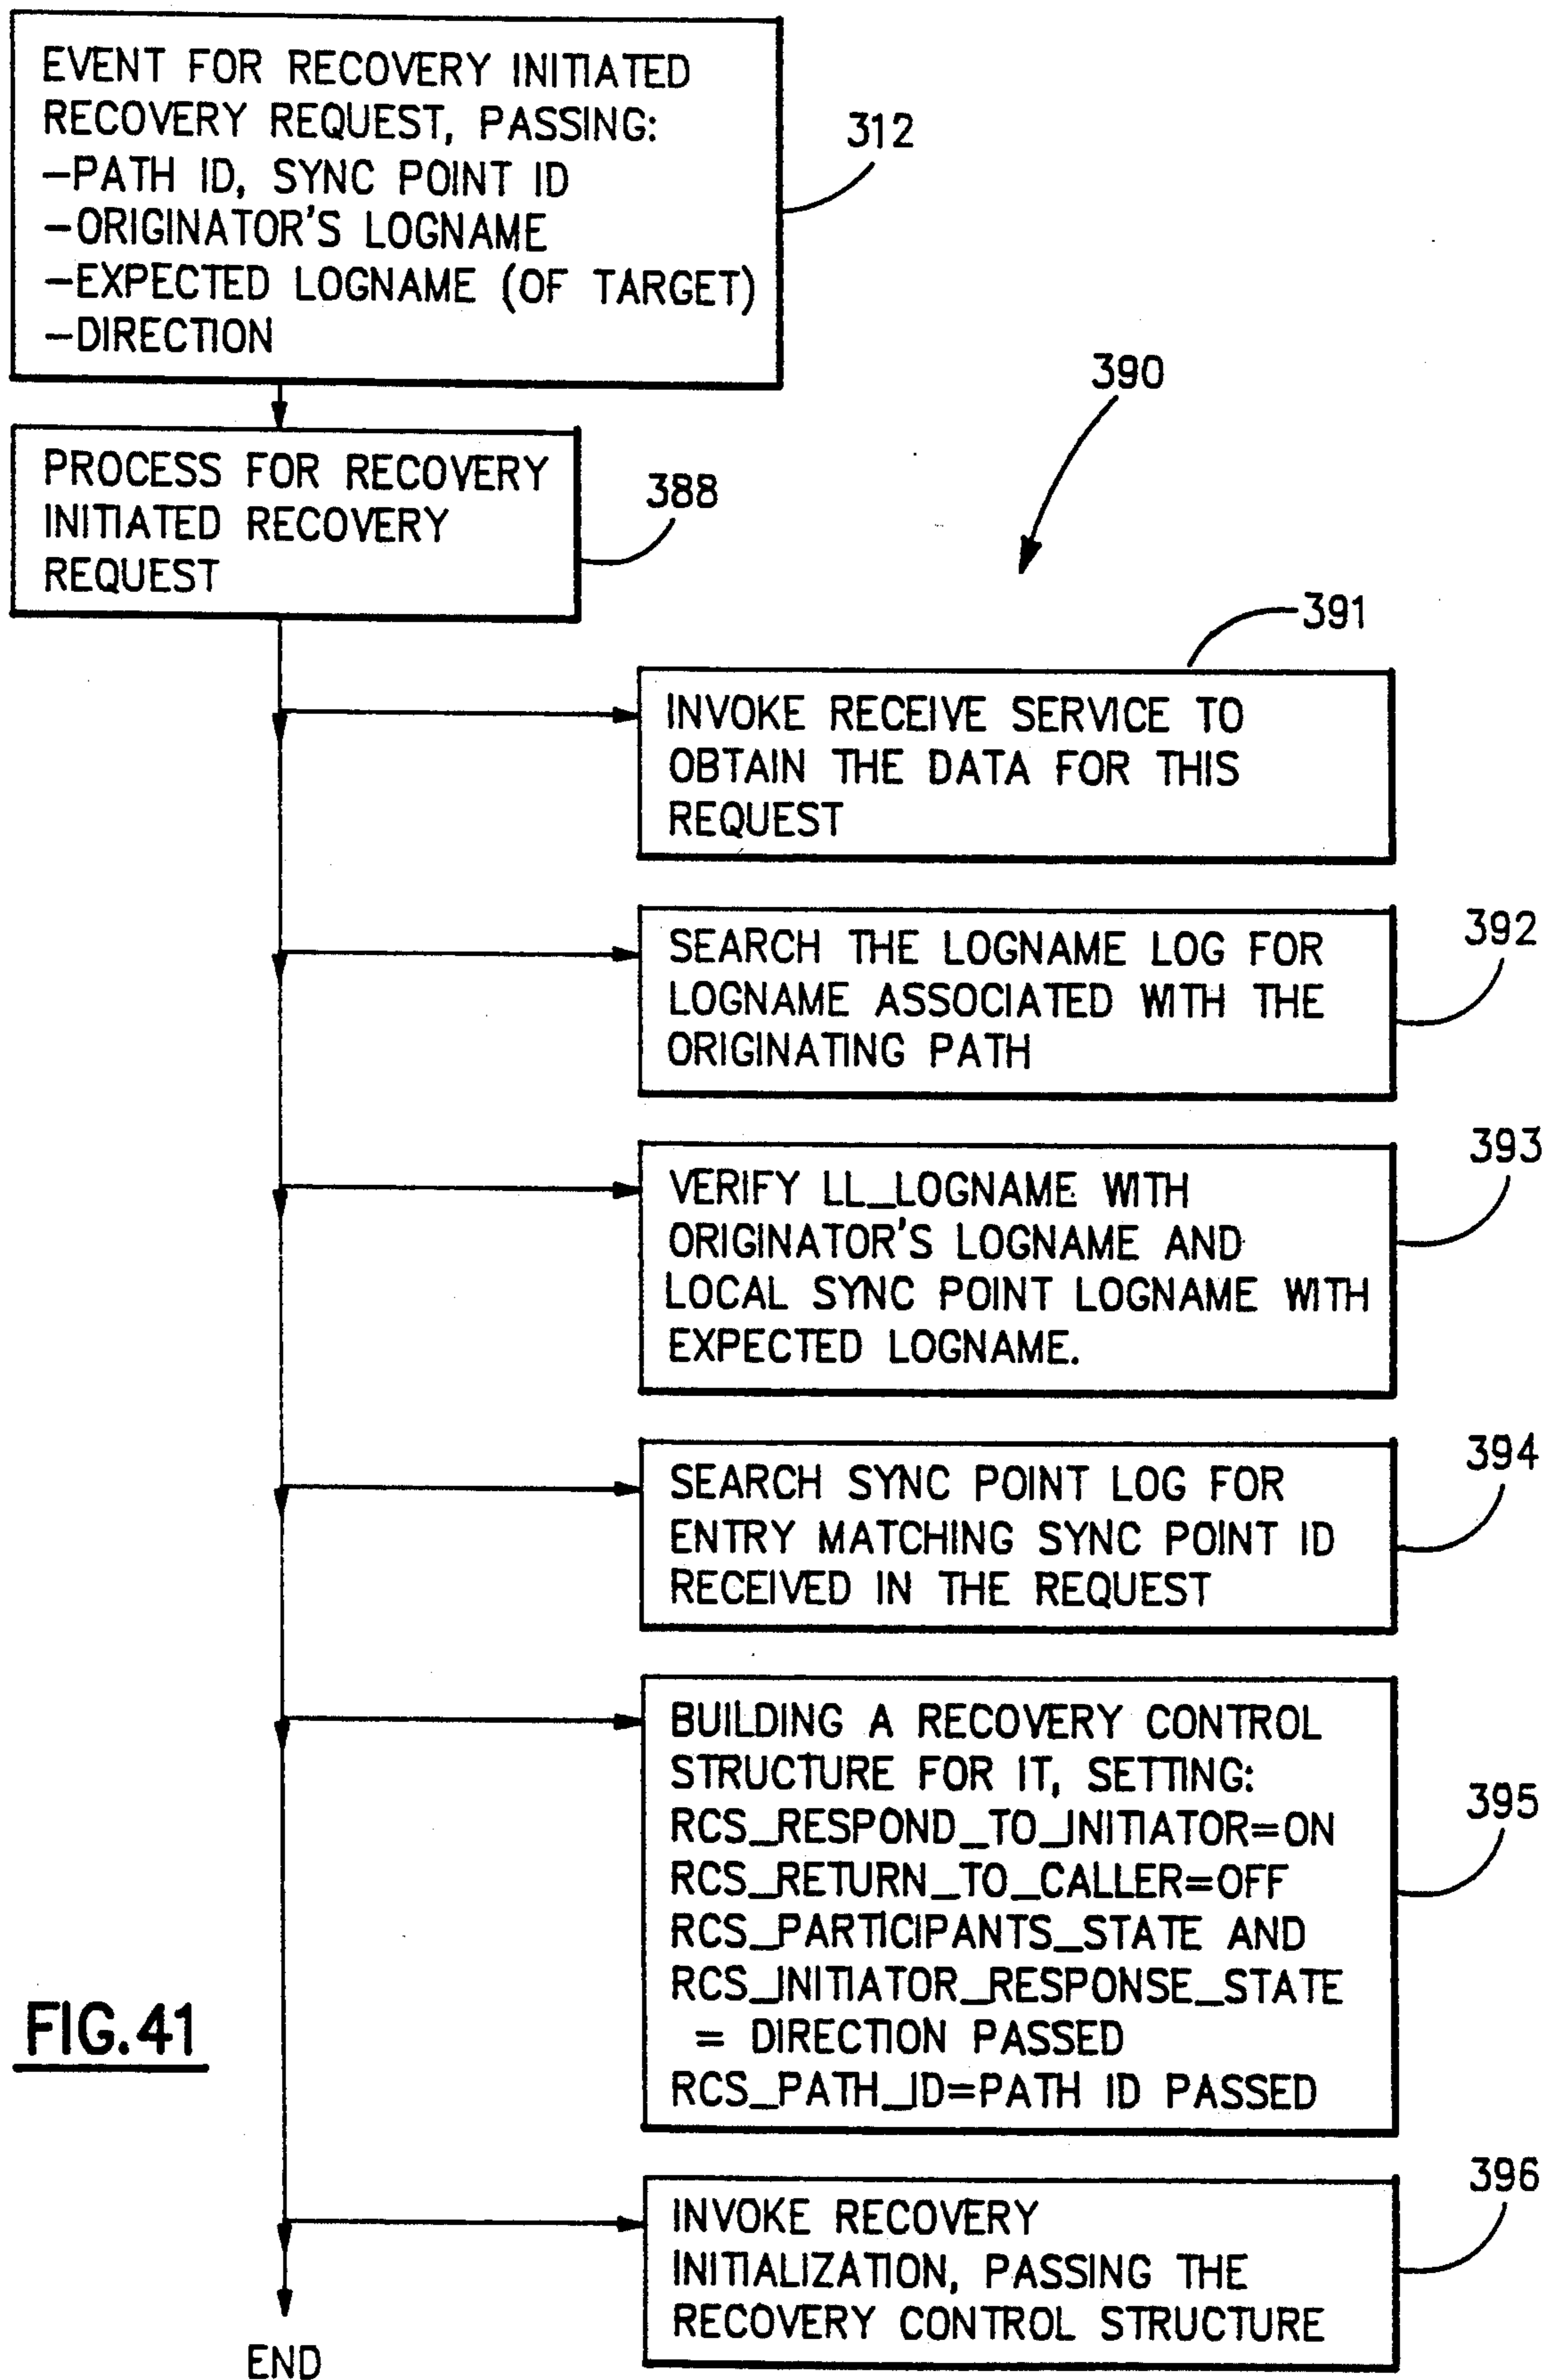 EVENT FOR RECOVERY INITIATED
RECOVERY REQUEST, PASSING:
-PATH ID, SYNC POINT ID
-ORIGINATOR'S LOGNAME
-EXPECTED LOGNAME (OF TARGET)
-DIRECTION
312
390
PROCESS FOR RECOVERY
INITIATED RECOVERY
REQUEST
388
391
INVOKE RECEIVE SERVICE TO
OBTAIN THE DATA FOR THIS
REQUEST
392
SEARCH THE LOGNAME LOG FOR
LOGNAME ASSOCIATED WITH THE
ORIGINATING PATH
393
VERIFY LL_LOGNAME WITH
ORIGINATOR'S LOGNAME AND
LOCAL SYNC POINT LOGNAME WITH
EXPECTED LOGNAME.
394
SEARCH SYNC POINT LOG FOR
ENTRY MATCHING SYNC POINT ID
RECEIVED IN THE REQUEST
395
BUILDING A RECOVERY CONTROL
STRUCTURE FOR IT, SETTING:
RCS_RESPOND_TO_INITIATOR=ON
RCS_RETURN_TO_CALLER=OFF
RCS_PARTICIPANTS_STATE AND
RCS_INITIATOR_RESPONSE_STATE
= DIRECTION PASSED
RCS_PATH_ID=PATH ID PASSED
FIG.41
396
INVOKE RECOVERY
INITIALIZATION, PASSING THE
RECOVERY CONTROL STRUCTURE
END